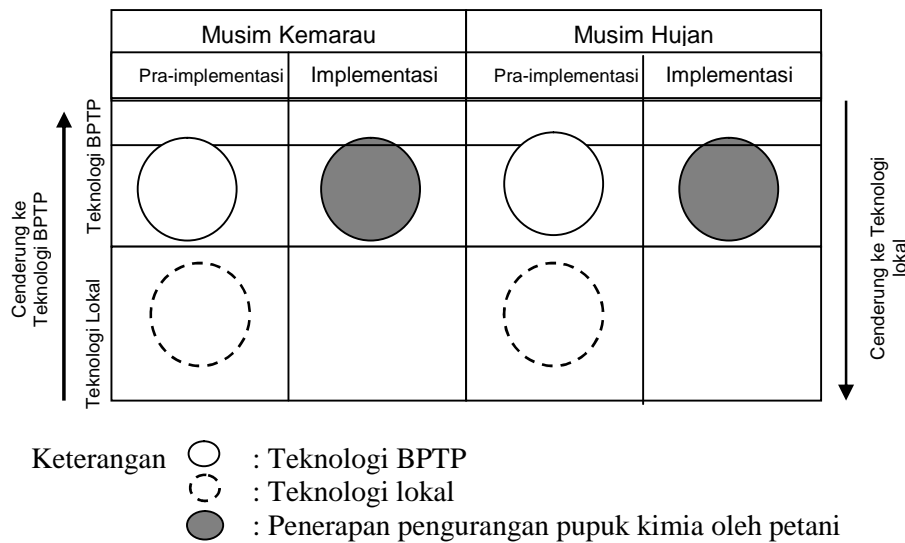 Musim Kemarau
Musim Hujan
Pra-implementasi
Implementasi
Pra-implementasi
Implementasi
Cenderung ke
Teknologi BPTP
Teknologi BPTP
Teknologi Lokal
Cenderung ke Teknologi
lokal
Keterangan
: Teknologi BPTP
: Teknologi lokal
: Penerapan pengurangan pupuk kimia oleh petani